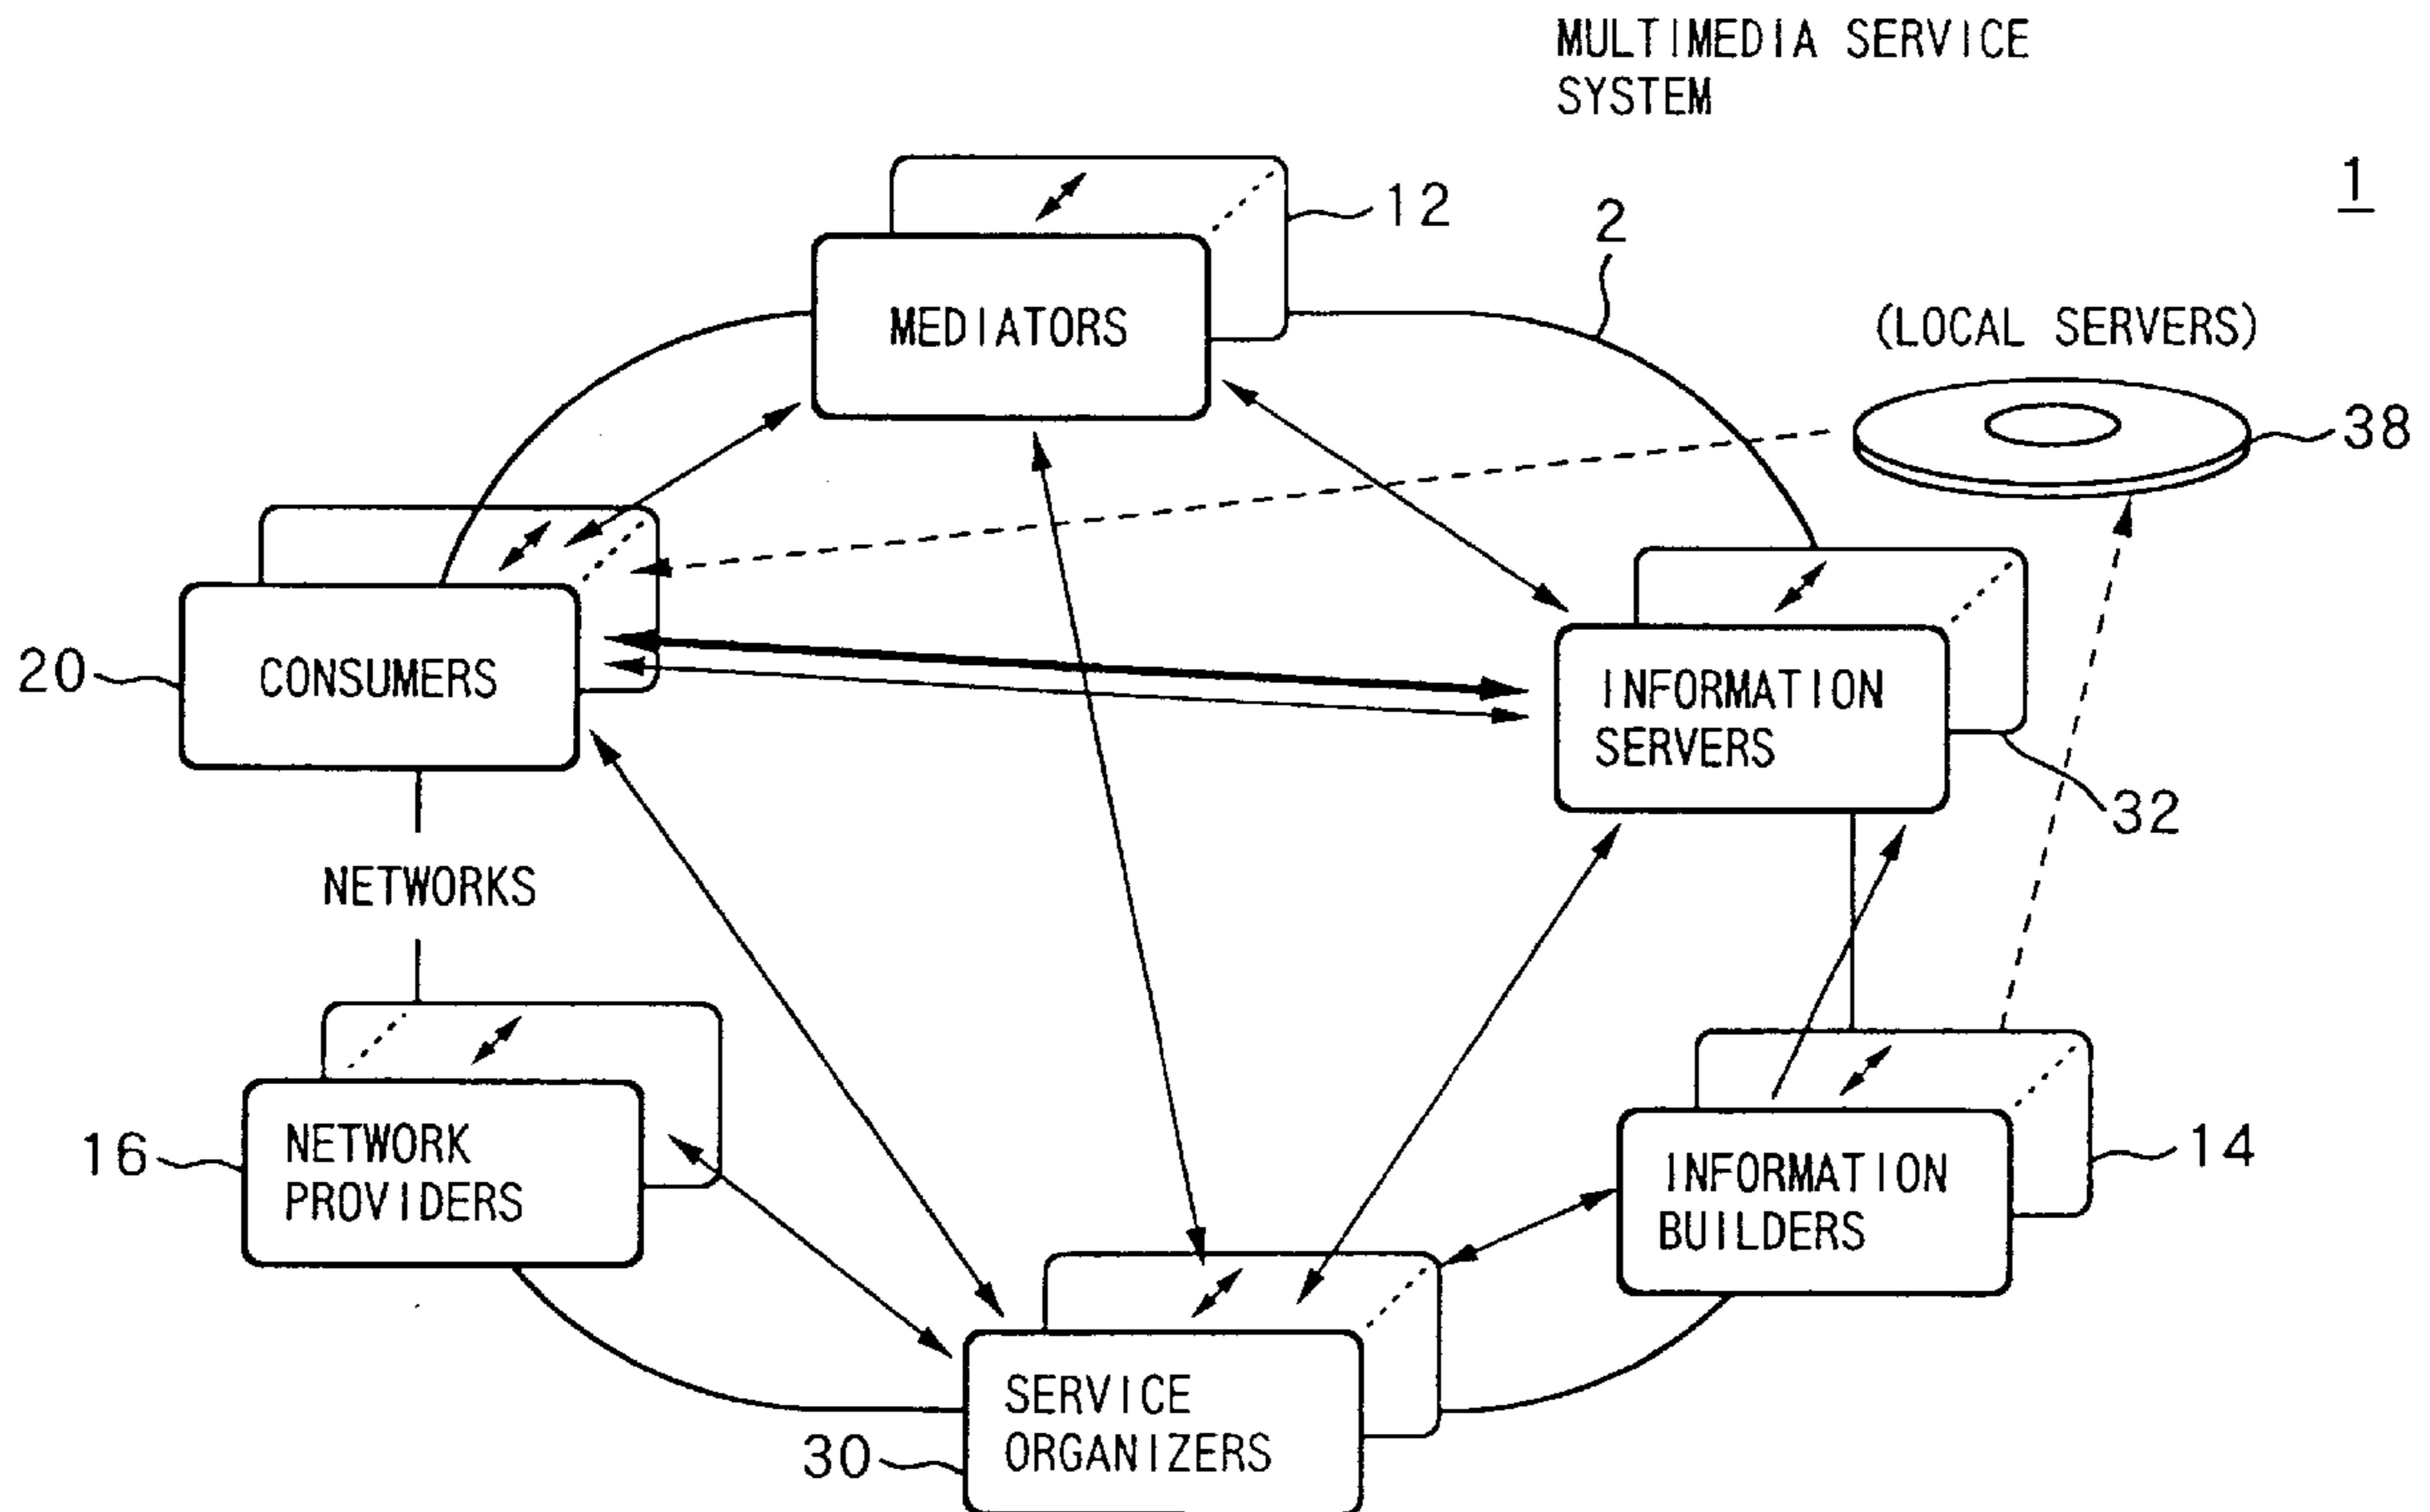 MULTIMEDIA SERVICE
SYSTEM
1
12
2
MEDIATORS
(LOCAL SERVERS)
38
20
CONSUMERS
INFORMATION
SERVERS
32
NETWORKS
16
NETWORK
PROVIDERS
14
INFORMATION
BUILDERS
30
SERVICE
ORGANIZERS